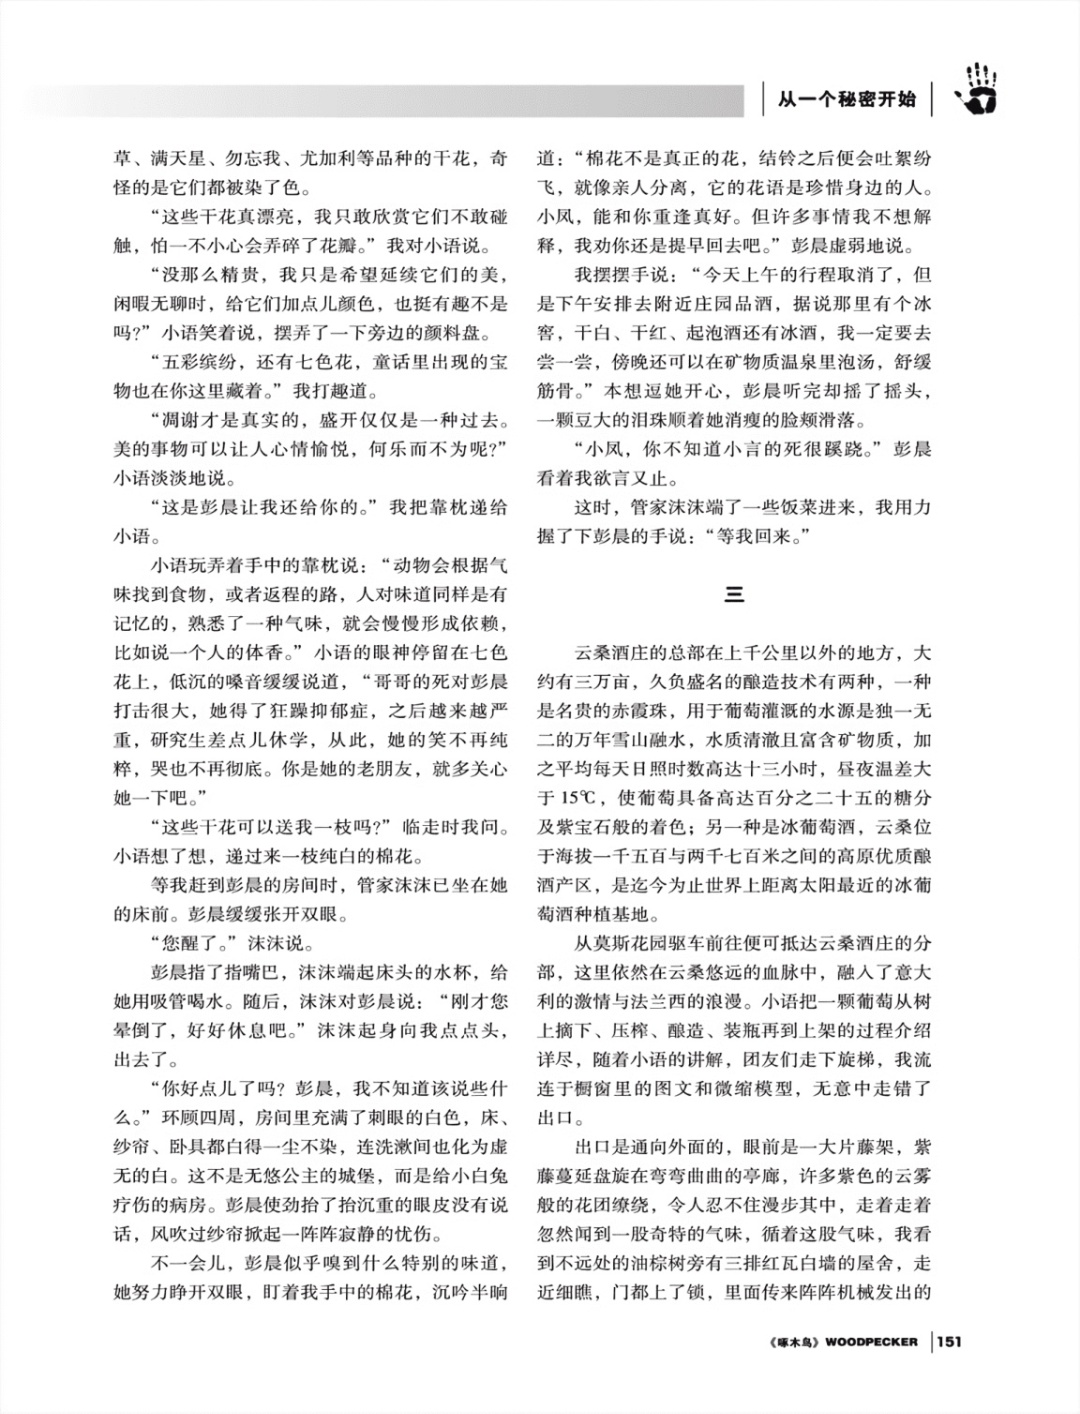 从一个秘密开始
草、满天星、勿忘我、尤加利等品种的干花，奇
怪的是它们都被染了色。
“这些干花真漂亮，我只敢欣赏它们不敢碰
触，怕一不小心会弄碎了花瓣。”我对小语说。
“没那么精贵，我只是希望延续它们的美，
闲暇无聊时，给它们加点儿颜色，也挺有趣不是
吗？”小语笑着说，摆弄了一下旁边的颜料盘。
“五彩缤纷，还有七色花，童话里出现的宝
物也在你这里藏着。”我打趣道。
“凋谢才是真实的，盛开仅仅是一种过去。
美的事物可以让人心情愉悦，何乐而不为呢？”
小语淡淡地说。
“这是彭晨让我还给你的。”我把靠枕递给
小语。
小语玩弄着手中的靠枕说：“动物会根据气
味找到食物，或者返程的路，人对味道同样是有
记忆的，熟悉了一种气味，就会慢慢形成依赖，
比如说一个人的体香。”小语的眼神停留在七色
花上，低沉的嗓音缓缓说道，“哥哥的死对彭晨
打击很大，她得了狂躁抑郁症，之后越来越严
重，研究生差点儿休学，从此，她的笑不再纯
粹，哭也不再彻底。你是她的老朋友，就多关心
她一下吧。”
“这些干花可以送我一枝吗？”临走时我问。
小语想了想，递过来一枝纯白的棉花。
等我赶到彭晨的房间时，管家沫沫已坐在她
的床前。彭晨缓缓张开双眼。
“您醒了。”沫沫说。
彭晨指了指嘴巴，沫沫端起床头的水杯，给
她用吸管喝水。随后，沫沫对彭晨说：“刚才您
晕倒了，好好休息吧。”沫沫起身向我点点头，
出去了。
“你好点儿了吗？彭晨，我不知道该说些什
么。”环顾四周，房间里充满了刺眼的白色，床、
纱帘、卧具都白得一尘不染，连洗漱间也化为虚
无的白。这不是无悠公主的城堡，而是给小白兔
疗伤的病房。彭晨使劲抬了抬沉重的眼皮没有说
话，风吹过纱帘掀起一阵阵寂静的忧伤。
不一会儿，彭晨似乎嗅到什么特别的味道，
她努力睁开双眼，盯着我手中的棉花，沉吟半晌
道：“棉花不是真正的花，结铃之后便会吐絮纷
飞，就像亲人分离，它的花语是珍惜身边的人。
小凤，能和你重逢真好。但许多事情我不想解
释，我劝你还是提早回去吧。”彭晨虚弱地说。
我摆摆手说：“今天上午的行程取消了，但
是下午安排去附近庄园品酒，据说那里有个冰
窖，干白、干红、起泡酒还有冰酒，我一定要去
尝一尝，傍晚还可以在矿物质温泉里泡汤，舒缓
筋骨。”本想逗她开心，彭晨听完却摇了摇头，
一颗豆大的泪珠顺着她消瘦的脸颊滑落。
“小凤，你不知道小言的死很蹊跷。”彭晨
看着我欲言又止。
这时，管家沫沫端了一些饭菜进来，我用力
握了下彭晨的手说：“等我回来。”
三
云桑酒庄的总部在上千公里以外的地方，大
约有三万亩，久负盛名的酿造技术有两种，一种
是名贵的赤霞珠，用于葡萄灌溉的水源是独一无
二的万年雪山融水，水质清澈且富含矿物质，加
之平均每天日照时数高达十三小时，昼夜温差大
于15℃，使葡萄具备高达百分之二十五的糖分
及紫宝石般的着色；另一种是冰葡萄酒，云桑位
于海拔一千五百与两千七百米之间的高原优质酿
酒产区，是迄今为止世界上距离太阳最近的冰葡
萄酒种植基地。
从莫斯花园驱车前往便可抵达云桑酒庄的分
部，这里依然在云桑悠远的血脉中，融入了意大
利的激情与法兰西的浪漫。小语把一颗葡萄从树
上摘下、压榨、酿造、装瓶再到上架的过程介绍
详尽，随着小语的讲解，团友们走下旋梯，我流
连于橱窗里的图文和微缩模型，无意中走错了
出口。
出口是通向外面的，眼前是一大片藤架，紫
藤蔓延盘旋在弯弯曲曲的亭廊，许多紫色的云雾
般的花团缭绕，令人忍不住漫步其中，走着走着
忽然闻到一股奇特的气味，循着这股气味，我看
到不远处的油棕树旁有三排红瓦白墙的屋舍，走
近细瞧，门都上了锁，里面传来阵阵机械发出的
《啄木鸟》WOODPECKER 151